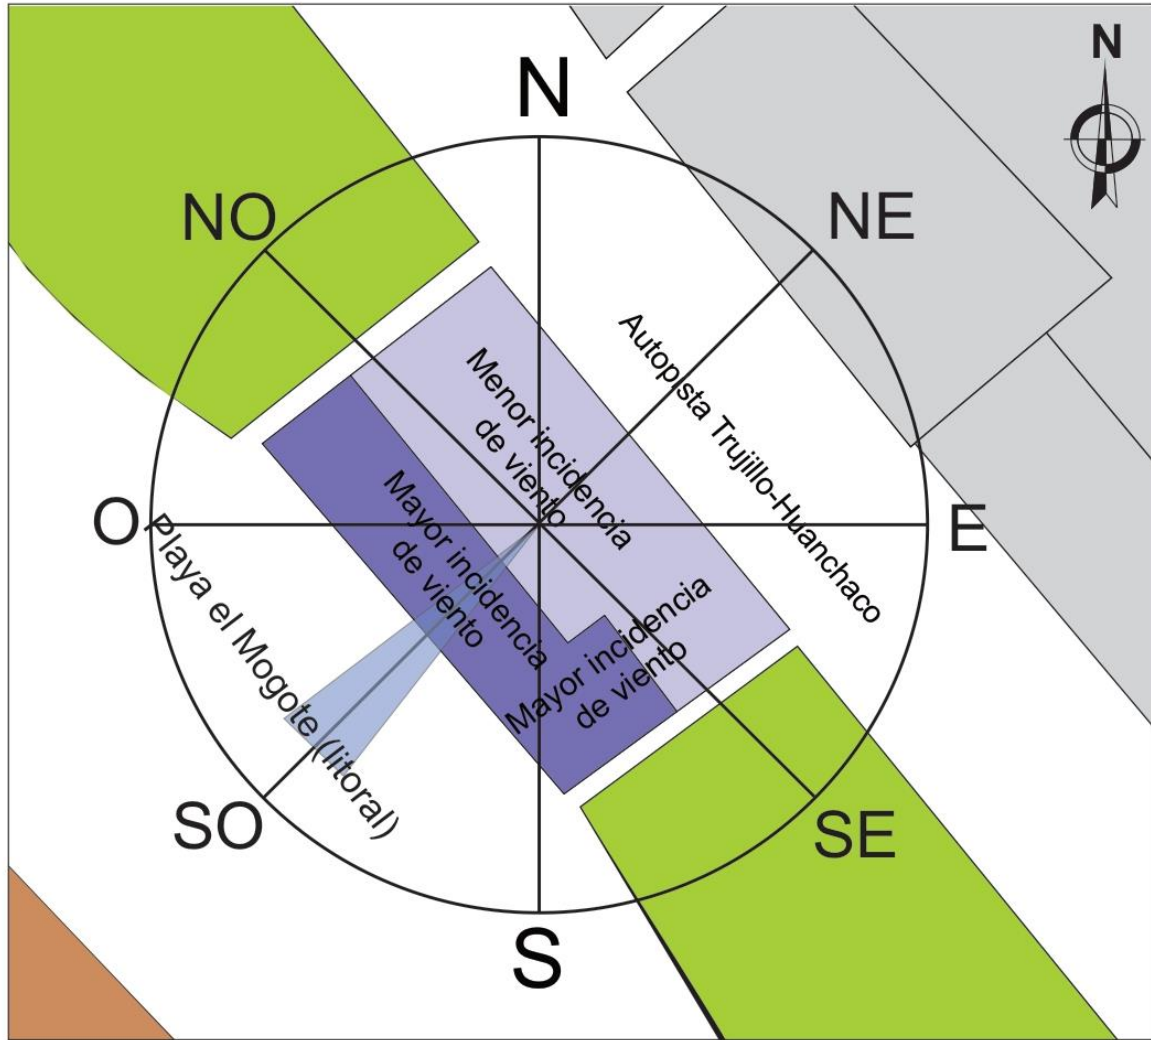 N
N
NO
NE
Autopista Trujillo-Huanchaco
Menor incidencia
de viento
Mayor incidencia
de viento
O
E
Playa el Mogote (litoral)
Mayor incidencia
de viento
SO
SE
S